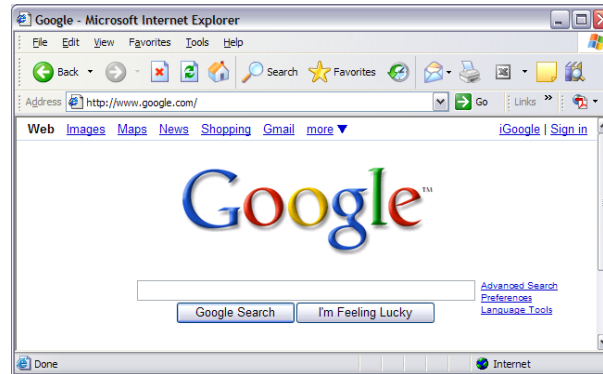 Google - Microsoft Internet Explorer
File Edit View Favorites Tools Help
Back Search Favorites
Address http://www.google.com/ Go Links »
Web Images Maps News Shopping Gmail more ▼ iGoogle | Sign in
Google™
Advanced Search
Preferences
Google Search I'm Feeling Lucky Language Tools
Done Internet